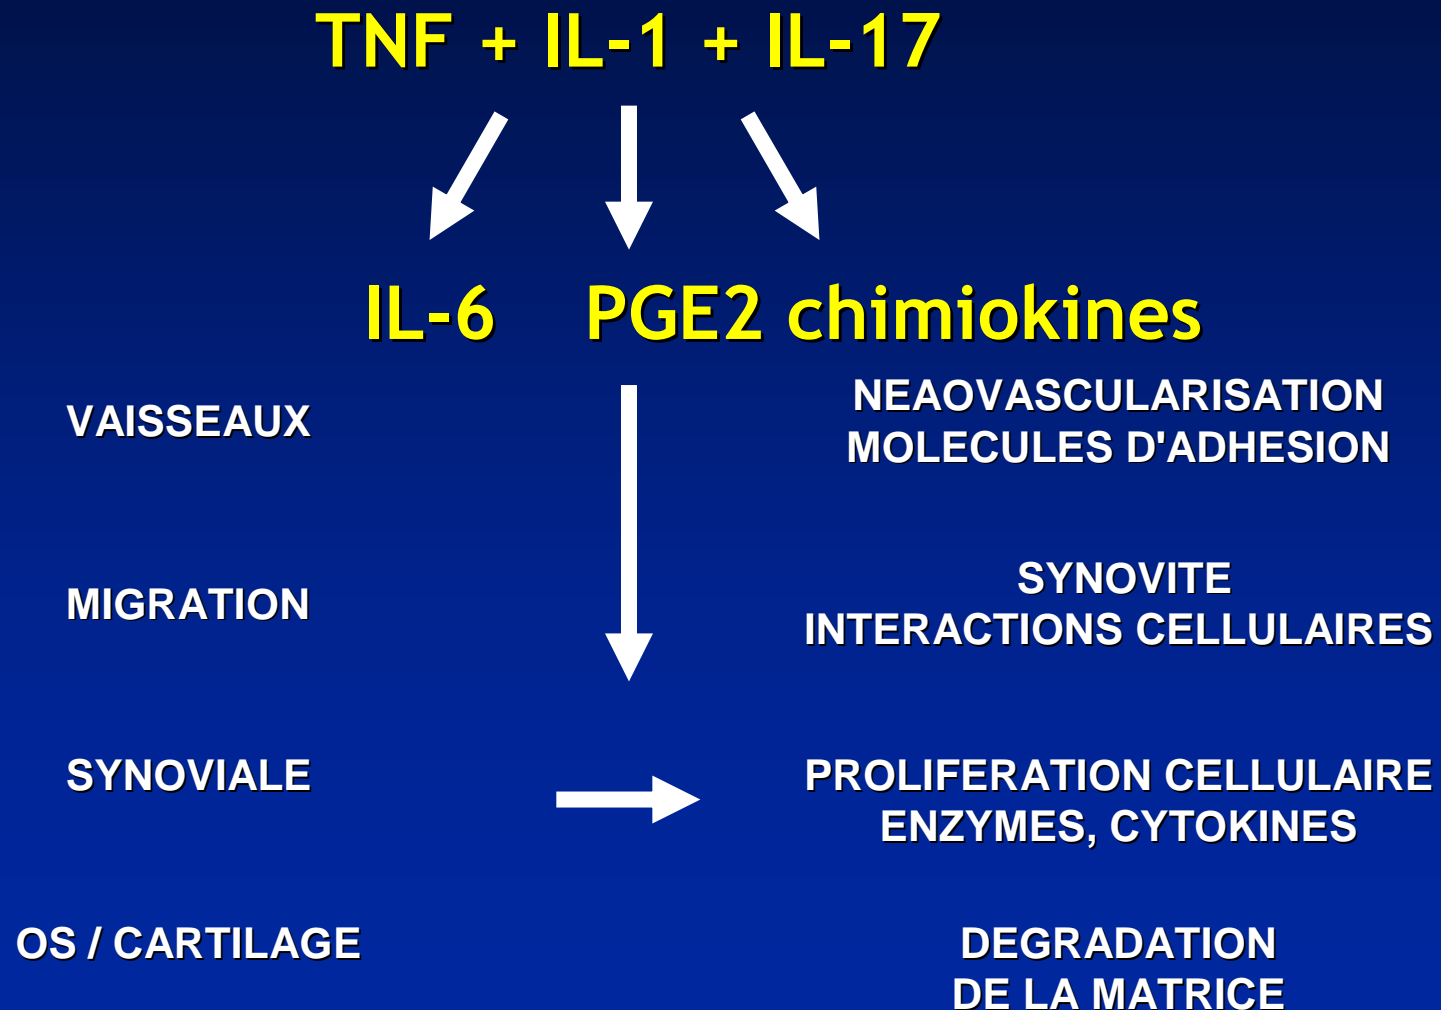 TNF + IL-1 + IL-17
IL-6 PGE2 chimiokines
VAISSEAUX
NEAOVASCULARISATION
MOLECULES D'ADHESION
MIGRATION
SYNOVITE
INTERACTIONS CELLULAIRES
SYNOVIALE
PROLIFERATION CELLULAIRE
ENZYMES, CYTOKINES
OS / CARTILAGE
DEGRADATION
DE LA MATRICE